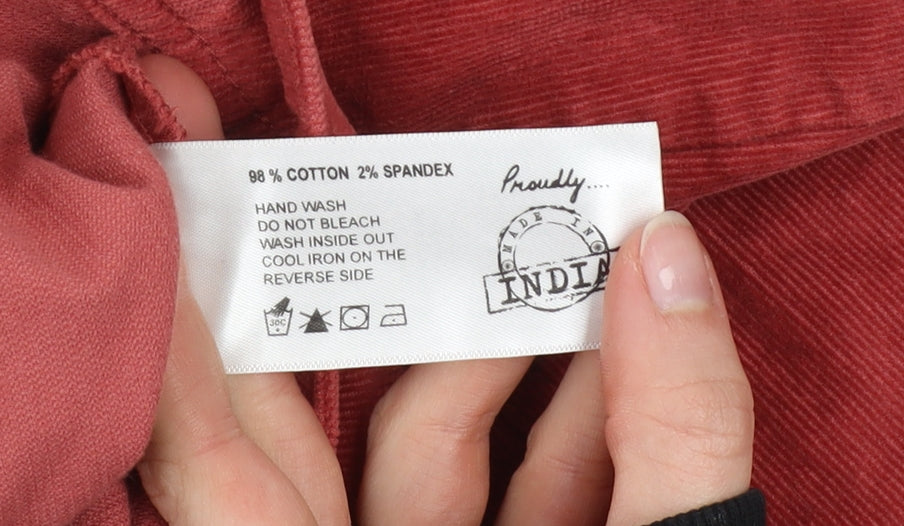 98 % COTTON 2% SPANDEX
HAND WASH
DO NOT BLEACH
WASH INSIDE OUT
COOL IRON ON THE
REVERSE SIDE
30C
Proudly....
MADE IN
INDIA